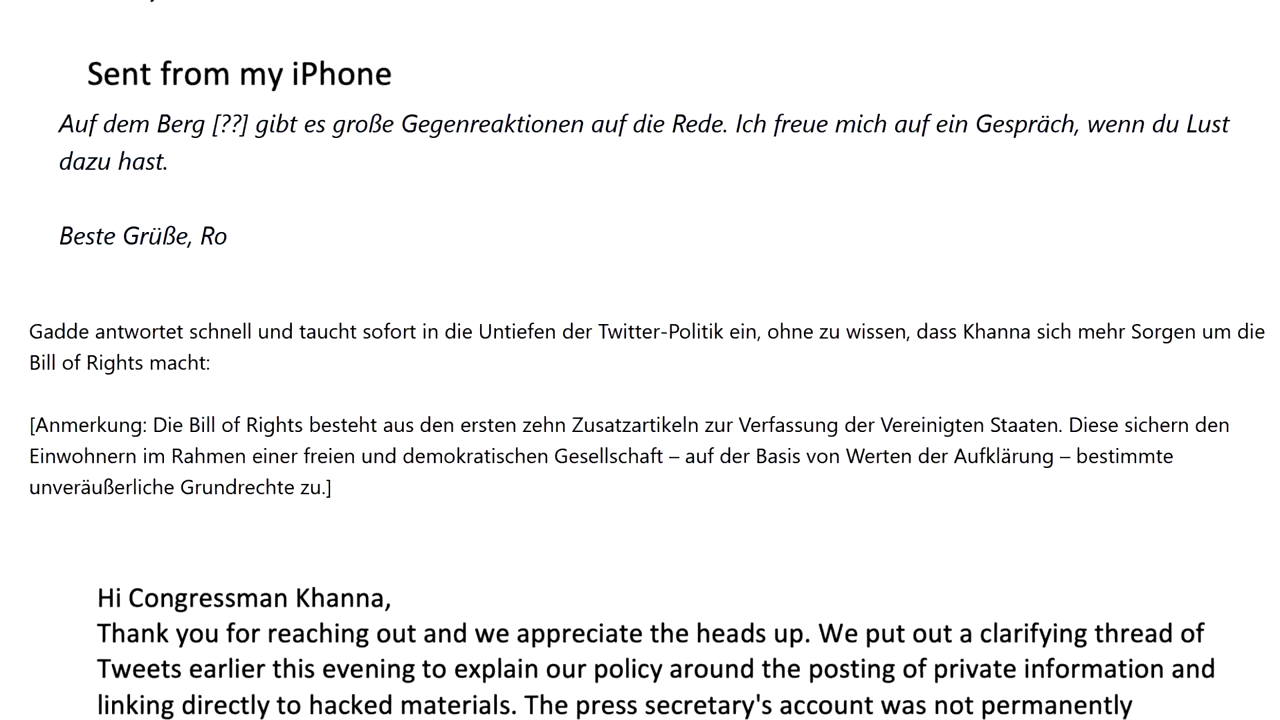 Sent from my iPhone
Auf dem Berg [??] gibt es große Gegenreaktionen auf die Rede. Ich freue mich auf ein Gespräch, wenn du Lust
dazu hast.
Beste Grüße, Ro
Gadde antwortet schnell und taucht sofort in die Untiefen der Twitter-Politik ein, ohne zu wissen, dass Khanna sich mehr Sorgen um die
Bill of Rights macht:
[Anmerkung: Die Bill of Rights besteht aus den ersten zehn Zusatzartikeln zur Verfassung der Vereinigten Staaten. Diese sichern den
Einwohnern im Rahmen einer freien und demokratischen Gesellschaft – auf der Basis von Werten der Aufklärung – bestimmte
unveräußerliche Grundrechte zu.]
Hi Congressman Khanna,
Thank you for reaching out and we appreciate the heads up. We put out a clarifying thread of
Tweets earlier this evening to explain our policy around the posting of private information and
linking directly to hacked materials. The press secretary's account was not permanently